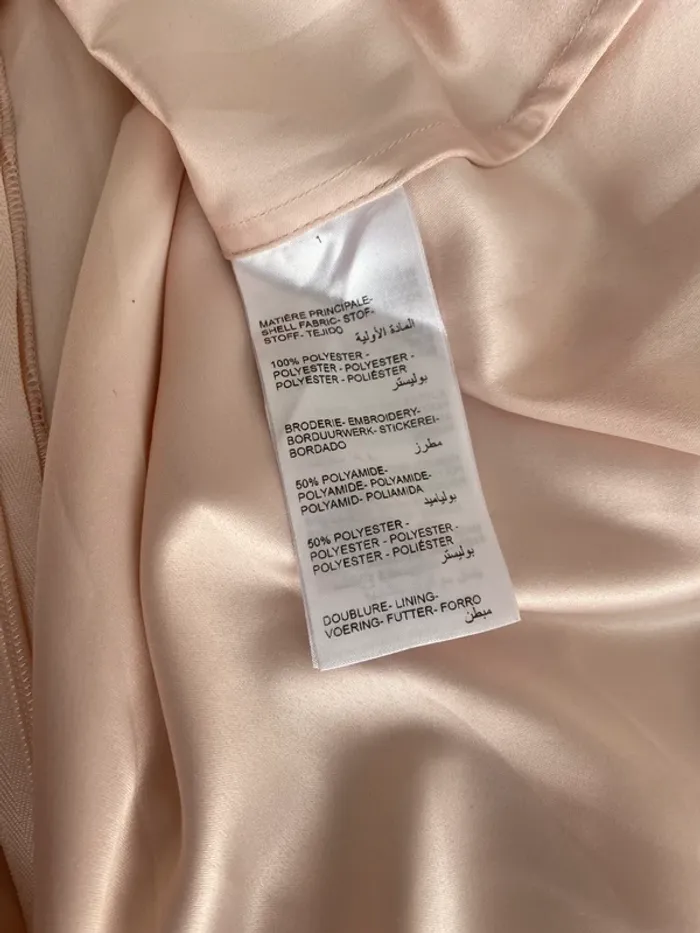 1
MATIÈRE PRINCIPALE-
SHELL FABRIC- STOF-
STOFF- TEJIDO المادة الأولية
100% POLYESTER -
POLYESTER - POLYESTER -
POLYESTER - POLIÉSTER بوليستر
BRODERIE- EMBROIDERY-
BORDUURWERK- STICKEREI-
BORDADO مطرز
50% POLYAMIDE-
POLYAMIDE- POLYAMIDE-
POLYAMID- POLIAMIDA بولياميد
50% POLYESTER -
POLYESTER - POLYESTER -
POLYESTER - POLIÉSTER بوليستر
DOUBLURE- LINING-
VOERING- FUTTER- FORRO مبطن